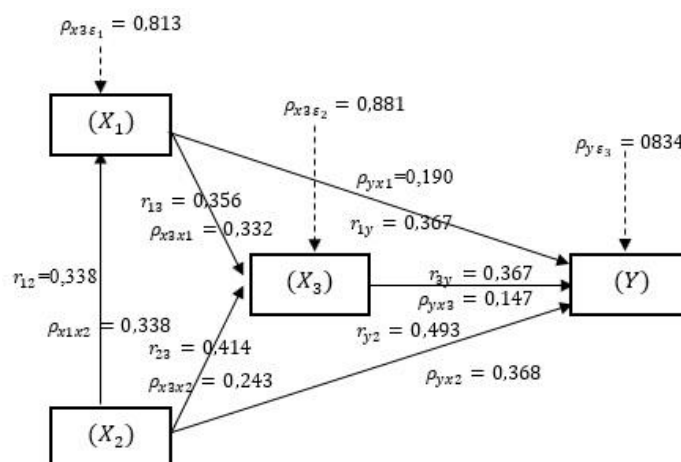 ρx3ε₁ = 0,813
(X₁)
ρx3ε₂ = 0,881
ρyε₃ = 0834
ρyx1=0,190
r₁₃ = 0,356
r₁y = 0,367
ρx3x1 = 0,332
r₁₂=0,338
(X₃)
r₃y = 0,367
(Y)
ρyx3 = 0,147
ρx1x2 = 0,338
ry2 = 0,493
r₂₃ = 0,414
ρx3x2 = 0,243
ρyx2 = 0,368
(X₂)